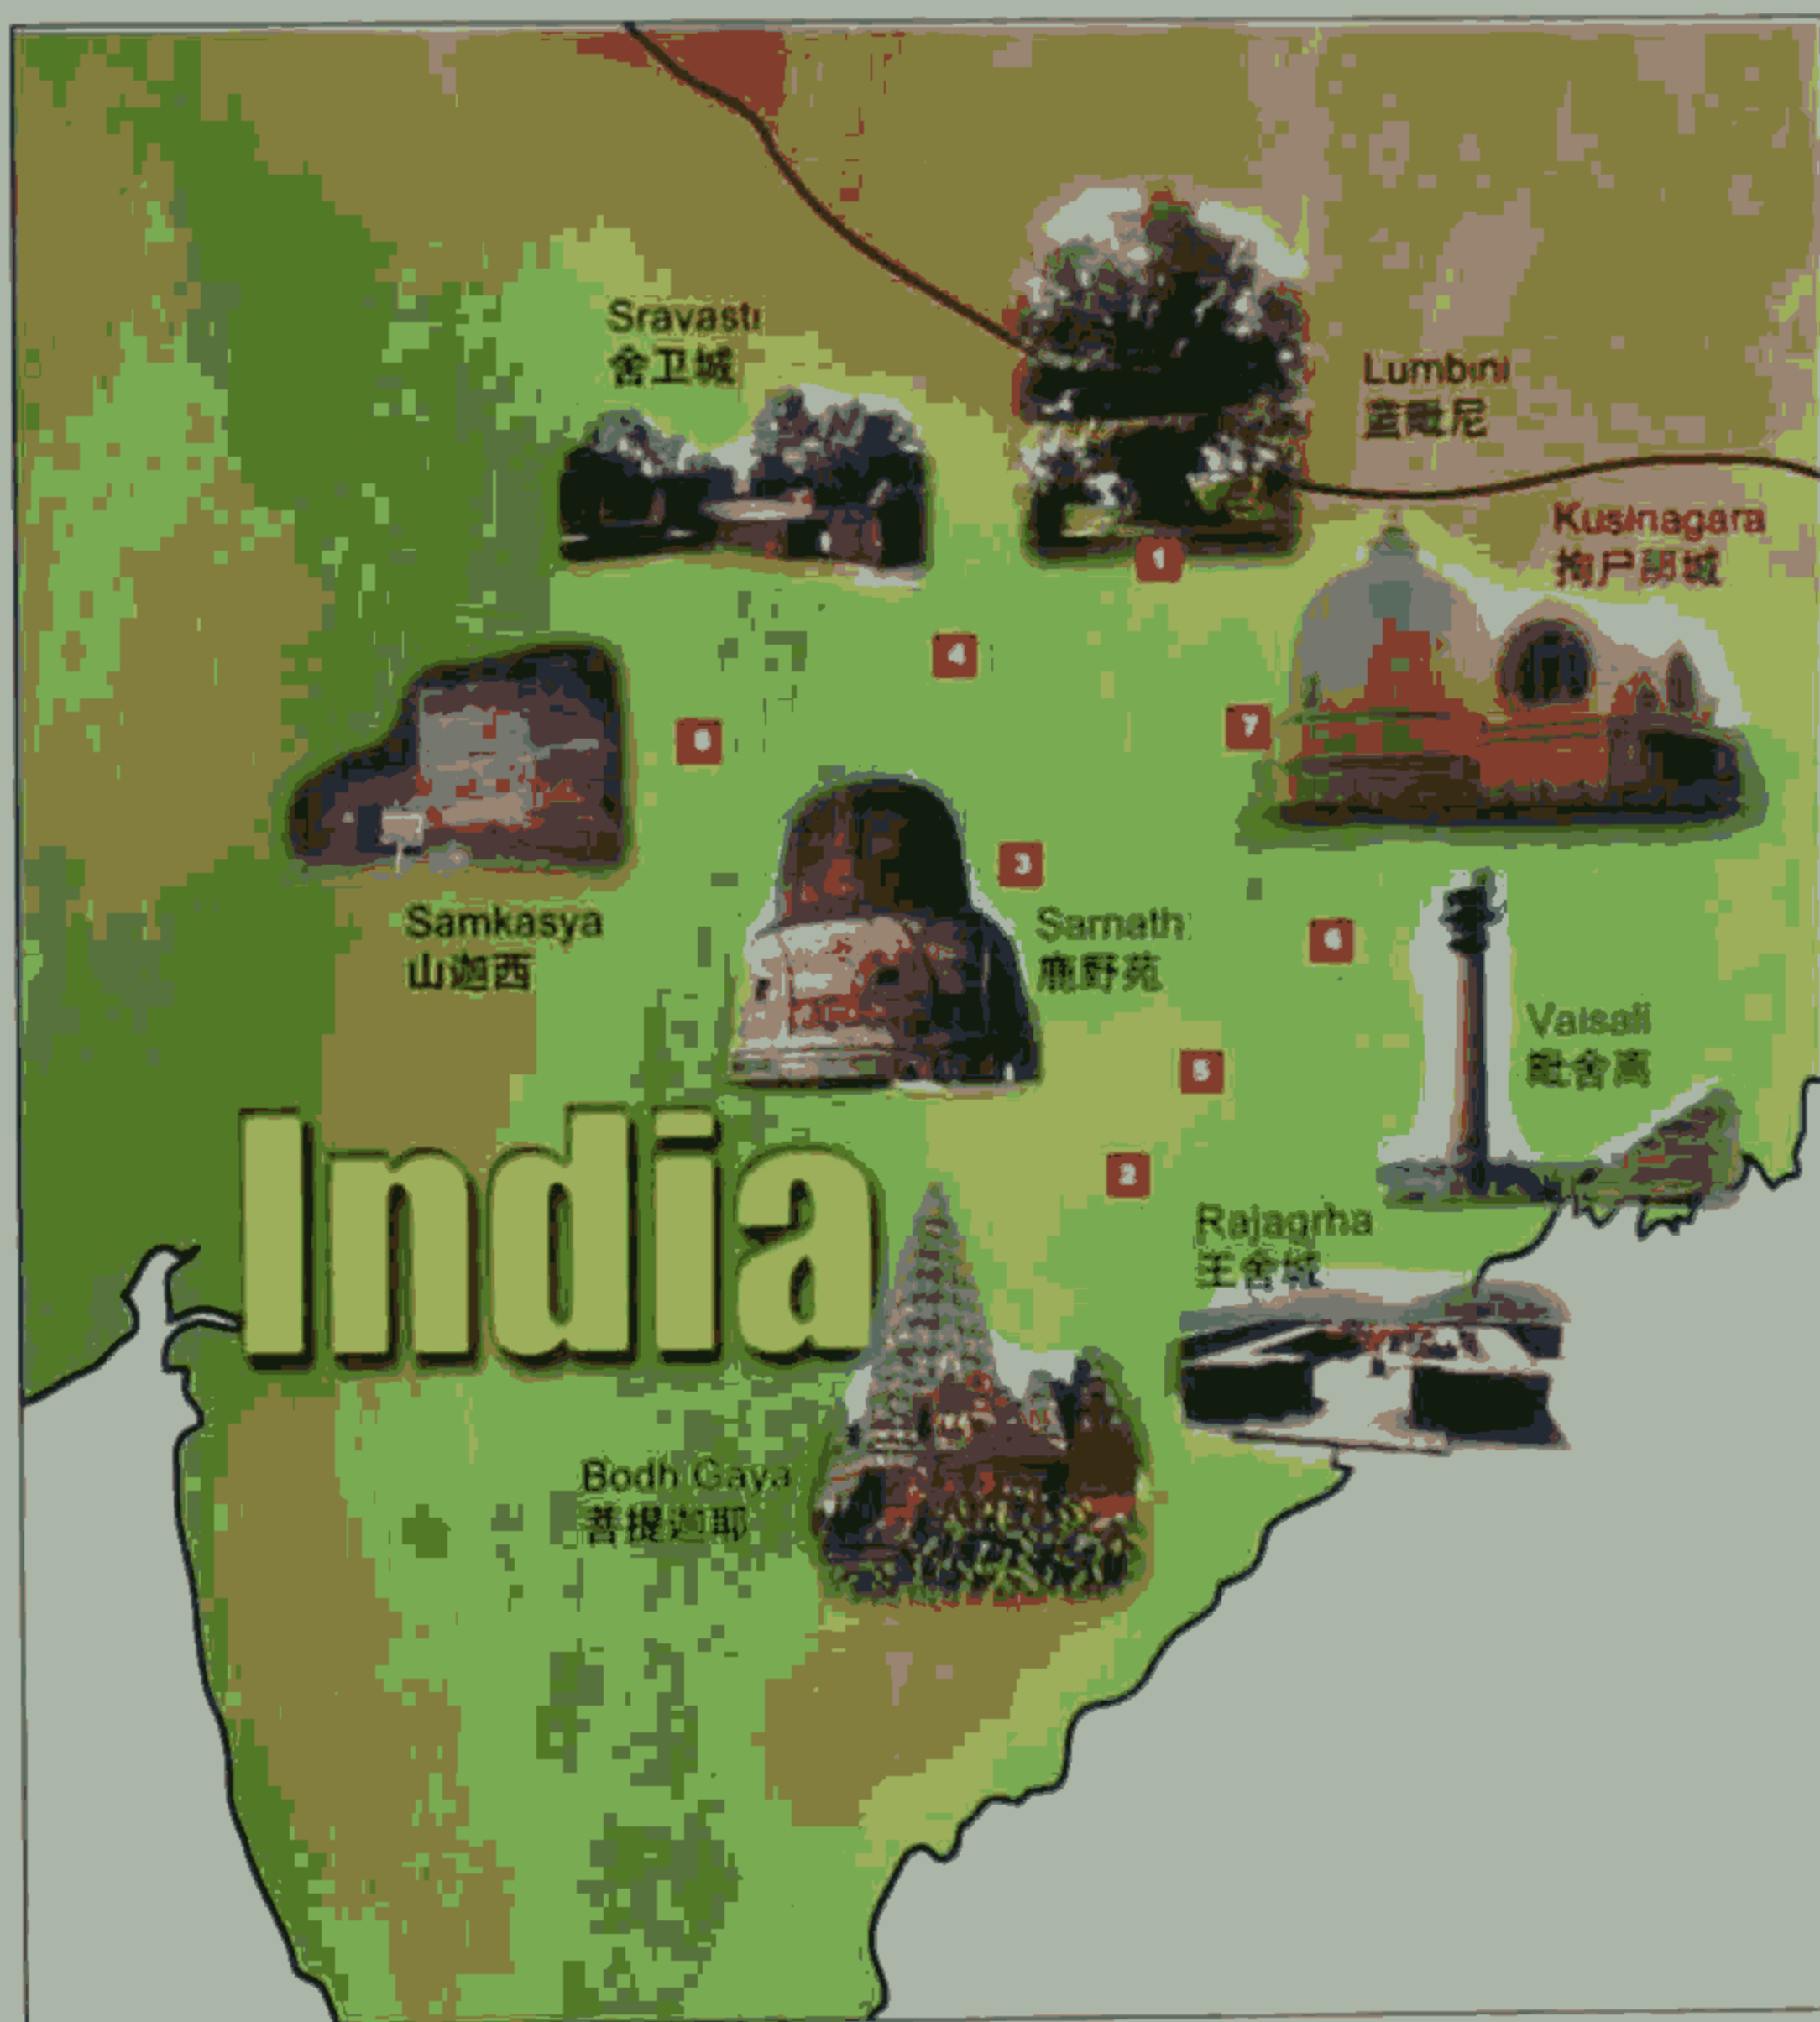 Sravasti
舍卫城
Lumbini
蓝毗尼
1
Kusinagara
拘尸那城
4
7
Samkasya
山迦西
3
Sarnath
鹿野苑
Vaisali
毗舍离
5
2
India
Rajagrha
王舍城
Bodh Gaya
菩提迦耶